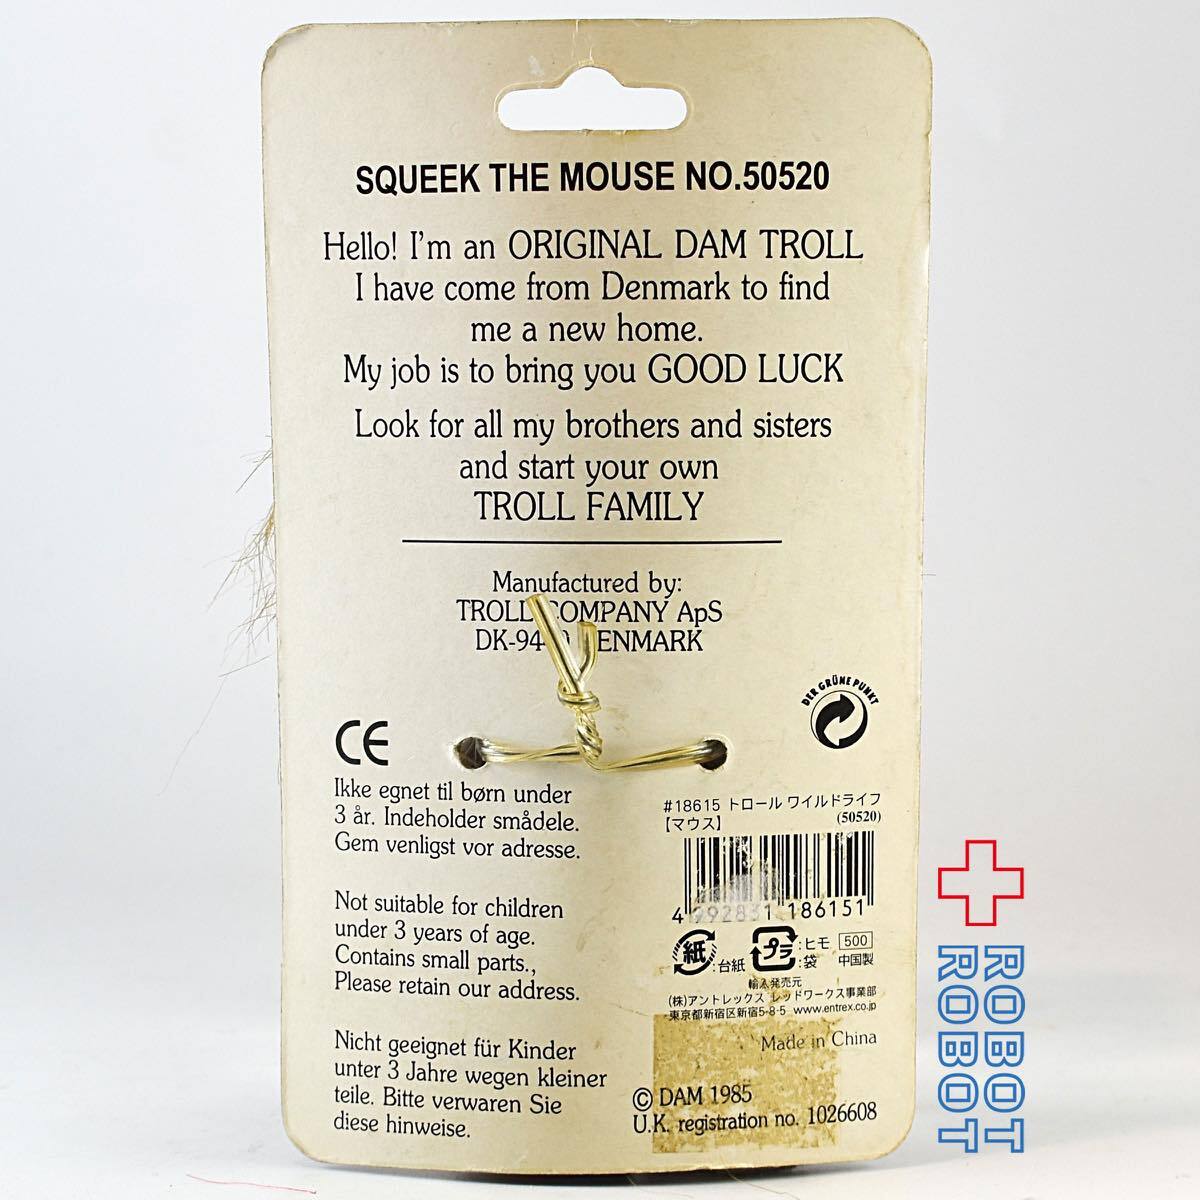 SQUEEK THE MOUSE NO.50520
Hello! I'm an ORIGINAL DAM TROLL
I have come from Denmark to find
me a new home.
My job is to bring you GOOD LUCK
Look for all my brothers and sisters
and start your own
TROLL FAMILY
Manufactured by:
TROLL COMPANY ApS
DENMARK
DER GRÜNE PUNKT
CE
Ikke egnet til børn under
3 år. Indeholder smådele.
Gem venligst vor adresse.
Not suitable for children
under 3 years of age.
Contains small parts.,
Please retain our address.
Nicht geeignet für Kinder
unter 3 Jahre wegen kleiner
teile. Bitte verwaren Sie
diese hinweise.
#18615 トロール ワイルドライフ
【マウス】 (50520)
4 992831 186151
紙 :台紙 プラ :ヒモ :袋 500 中国製
輸入発売元
(株)アントレックス レッドワークス事業部
東京都新宿区新宿5-8-5 www.entrex.co.jp
Made in China
© DAM 1985
U.K. registration no. 1026608
ROBOT
ROBOT